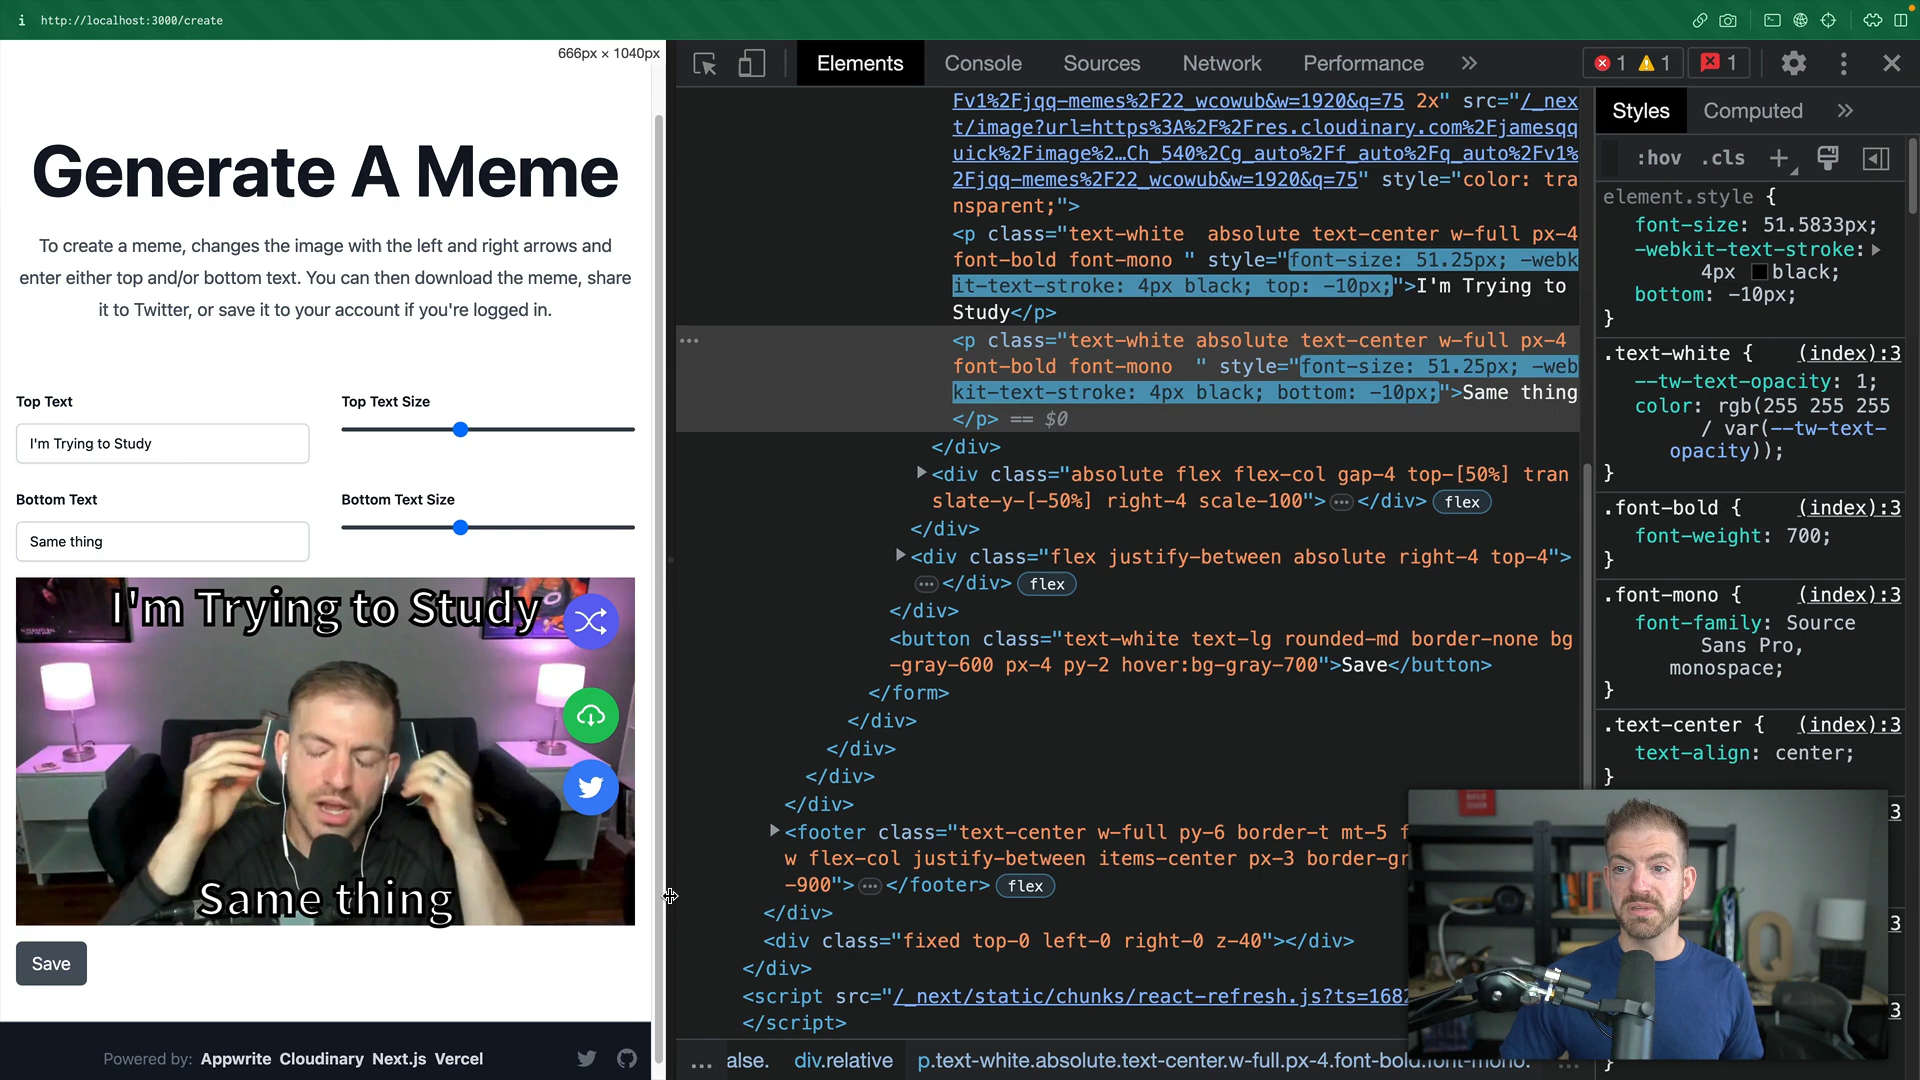 i http://localhost:3000/create
666px × 1040px
Generate A Meme
To create a meme, changes the image with the left and right arrows and
enter either top and/or bottom text. You can then download the meme, share
it to Twitter, or save it to your account if you're logged in.
Top Text
Top Text Size
I'm Trying to Study
Bottom Text
Bottom Text Size
Same thing
I'm Trying to Study
Same thing
Save
Powered by: Appwrite Cloudinary Next.js Vercel
Elements Console Sources Network Performance » 1 1 1
Fv1%2Fjqq-memes%2F22_wcowub&w=1920&q=75 2x" src="/_nex
t/image?url=https%3A%2F%2Fres.cloudinary.com%2Fjamesqq
uick%2Fimage%2…Ch_540%2Cg_auto%2Ff_auto%2Fq_auto%2Fv1%
2Fjqq-memes%2F22_wcowub&w=1920&q=75" style="color: tra
nsparent;">
<p class="text-white  absolute text-center w-full px-4
font-bold font-mono " style="font-size: 51.25px; -webk
it-text-stroke: 4px black; top: -10px;">I'm Trying to
Study</p>
<p class="text-white absolute text-center w-full px-4
font-bold font-mono  " style="font-size: 51.25px; -web
kit-text-stroke: 4px black; bottom: -10px;">Same thing
</p> == $0
</div>
<div class="absolute flex flex-col gap-4 top-[50%] tran
slate-y-[-50%] right-4 scale-100"> … </div> flex
</div>
<div class="flex justify-between absolute right-4 top-4">
… </div> flex
</div>
<button class="text-white text-lg rounded-md border-none bg
-gray-600 px-4 py-2 hover:bg-gray-700">Save</button>
</form>
</div>
</div>
</div>
</div>
<footer class="text-center w-full py-6 border-t mt-5 f
w flex-col justify-between items-center px-3 border-gr
-900"> … </footer> flex
</div>
<div class="fixed top-0 left-0 right-0 z-40"></div>
</div>
<script src="/_next/static/chunks/react-refresh.js?ts=1682
</script>
... alse. div.relative p.text-white.absolute.text-center.w-full.px-4.font-bold.font-mono. ...
Styles Computed »
:hov .cls +
element.style {
font-size: 51.5833px;
-webkit-text-stroke:
4px black;
bottom: -10px;
}
.text-white { (index):3
--tw-text-opacity: 1;
color: rgb(255 255 255
/ var(--tw-text-
opacity));
}
.font-bold { (index):3
font-weight: 700;
}
.font-mono { (index):3
font-family: Source
Sans Pro,
monospace;
}
.text-center { (index):3
text-align: center;
}
3
3
3
}